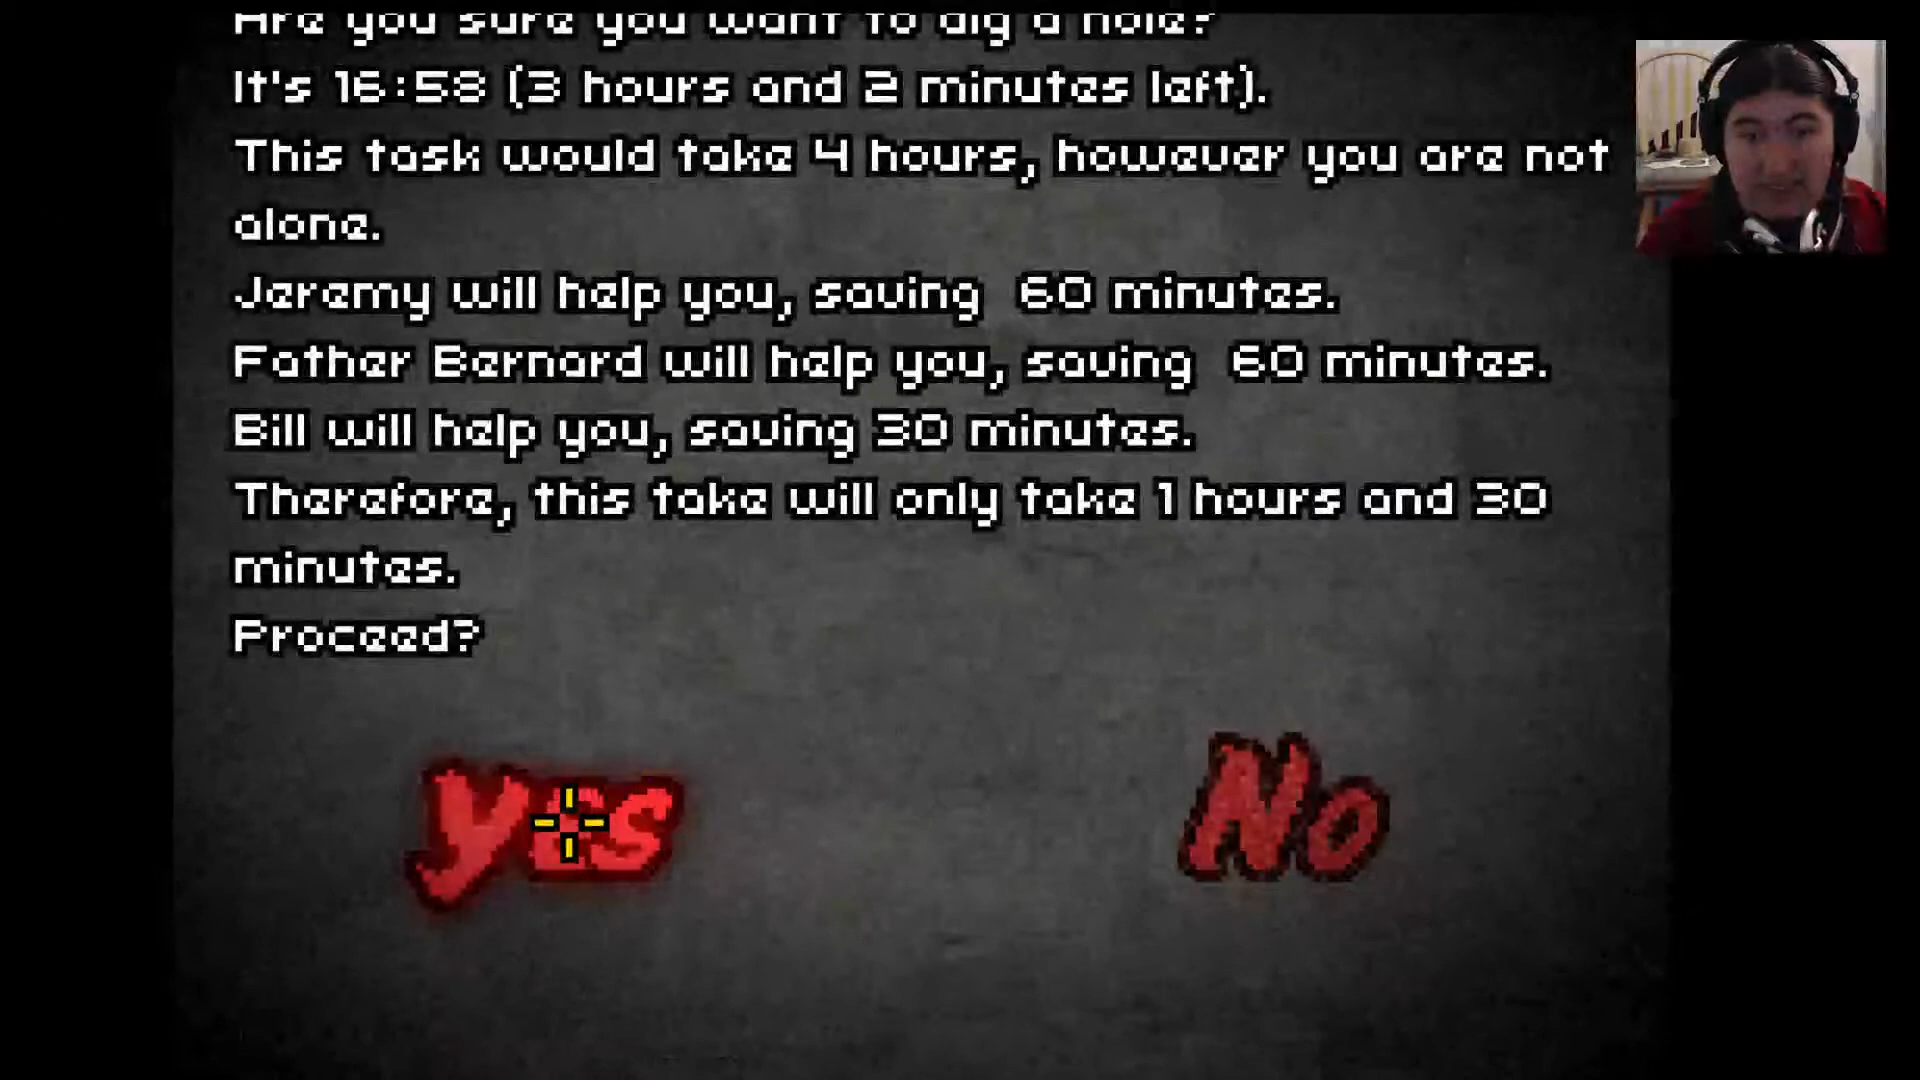 Are you sure you want to dig a hole?
It's 16:58 (3 hours and 2 minutes left).
This task would take 4 hours, however you are not
alone.
Jeremy will help you, saving  60 minutes.
Father Bernard will help you, saving  60 minutes.
Bill will help you, saving 30 minutes.
Therefore, this take will only take 1 hours and 30
minutes.
Proceed?
Yes No